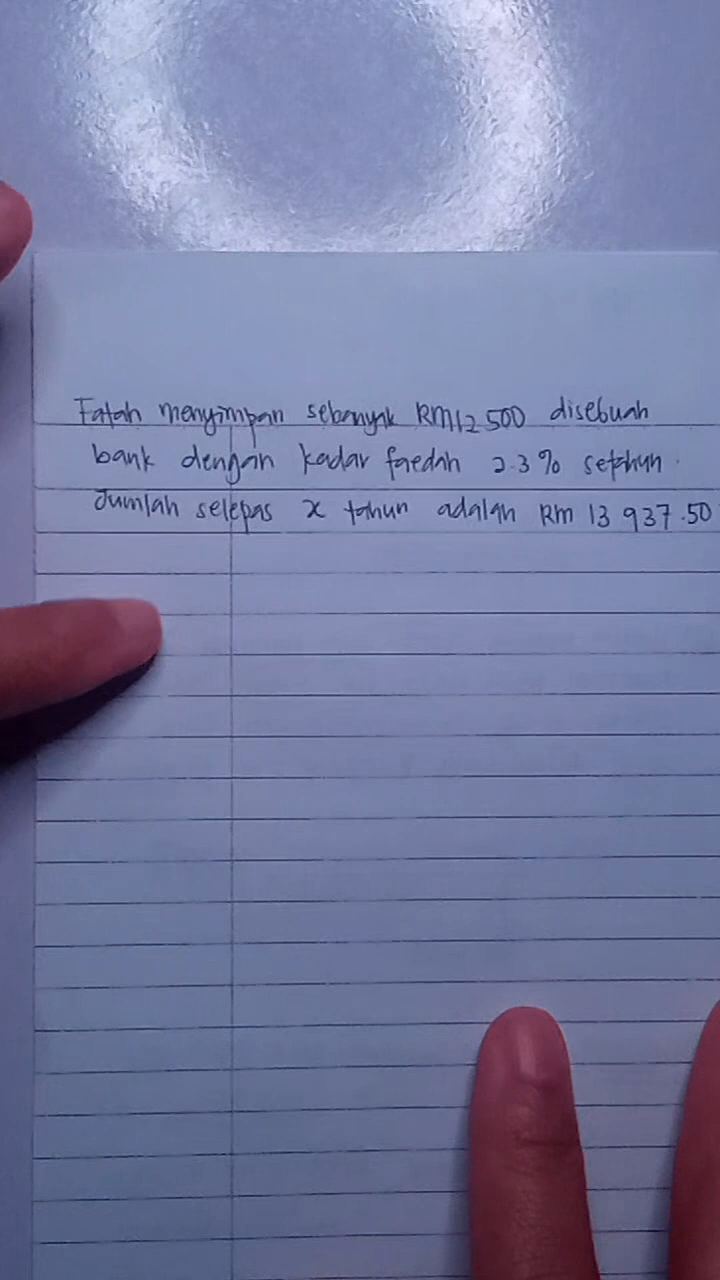 Fatah menyimpan sebanyak RM12 500 disebuah
bank dengan kadar faedah 2.3% setahun.
Jumlah selepas x tahun adalah RM 13 937.50